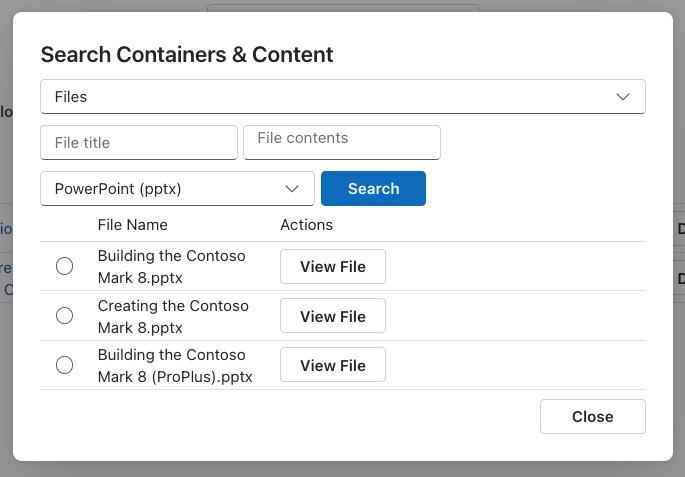 Search Containers & Content
Files
File title
File contents
PowerPoint (pptx)
Search
File Name
Actions
Building the Contoso
Mark 8.pptx
View File
Creating the Contoso
Mark 8.pptx
View File
Building the Contoso
Mark 8 (ProPlus).pptx
View File
Close